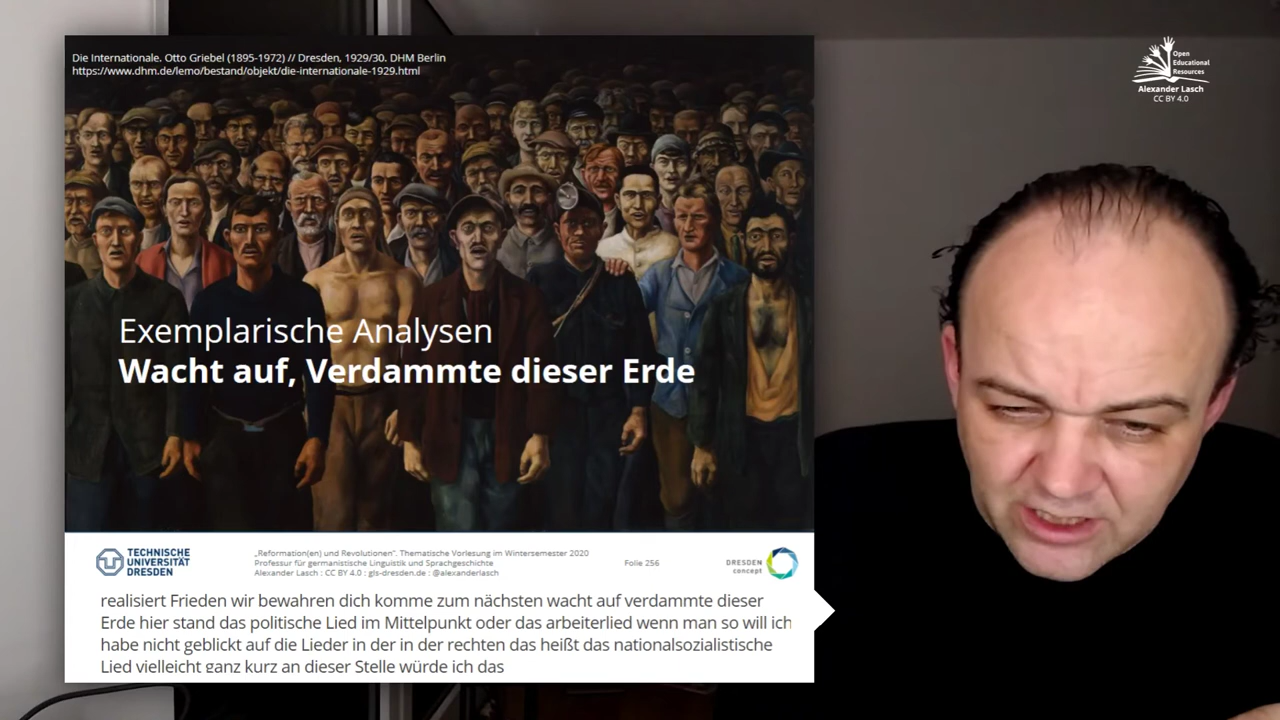 Die Internationale. Otto Griebel (1895-1972) // Dresden, 1929/30. DHM Berlin
https://www.dhm.de/lemo/bestand/objekt/die-internationale-1929.html
Open
Educational
Resources
Alexander Lasch
CC BY 4.0
Exemplarische Analysen
Wacht auf, Verdammte dieser Erde
TECHNISCHE
UNIVERSITÄT
DRESDEN
„Reformation(en) und Revolutionen“. Thematische Vorlesung im Wintersemester 2020
Professur für germanistische Linguistik und Sprachgeschichte
Alexander Lasch : CC BY 4.0 : gls-dresden.de : @alexanderlasch
Folie 256
DRESDEN
concept
realisiert Frieden wir bewahren dich komme zum nächsten wacht auf verdammte dieser
Erde hier stand das politische Lied im Mittelpunkt oder das arbeiterlied wenn man so will ich
habe nicht geblickt auf die Lieder in der in der rechten das heißt das nationalsozialistische
Lied vielleicht ganz kurz an dieser Stelle würde ich das